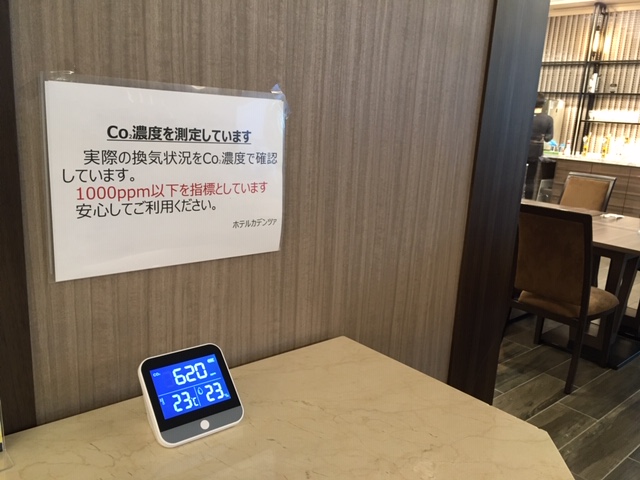 Co₂濃度を測定しています
実際の換気状況をCo₂濃度で確認
しています。
1000ppm以下を指標としています
安心してご利用ください。
ホテルカデンツァ
620
23℃ 23%